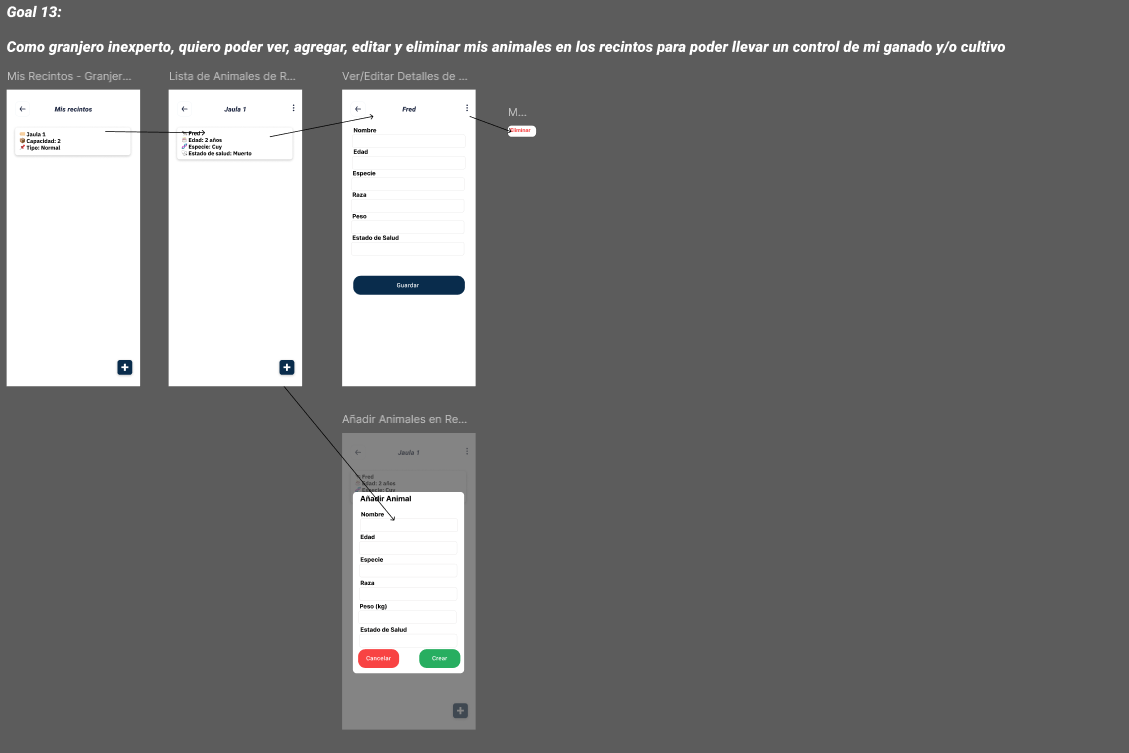 Goal 13:
Como granjero inexperto, quiero poder ver, agregar, editar y eliminar mis animales en los recintos para poder llevar un control de mi ganado y/o cultivo
Mis Recintos - Granjer...
Mis recintos
Jaula 1
Capacidad: 2
Tipo: Normal
Lista de Animales de R...
Jaula 1
Fred
Edad: 2 años
Especie: Cuy
Estado de salud: Muerto
Ver/Editar Detalles de ...
Fred
Nombre
Edad
Especie
Raza
Peso
Estado de Salud
Guardar
M...
Eliminar
Añadir Animales en Re...
Jaula 1
Fred
Edad: 2 años
Especie: Cuy
Añadir Animal
Nombre
Edad
Especie
Raza
Peso (kg)
Estado de Salud
Cancelar
Crear